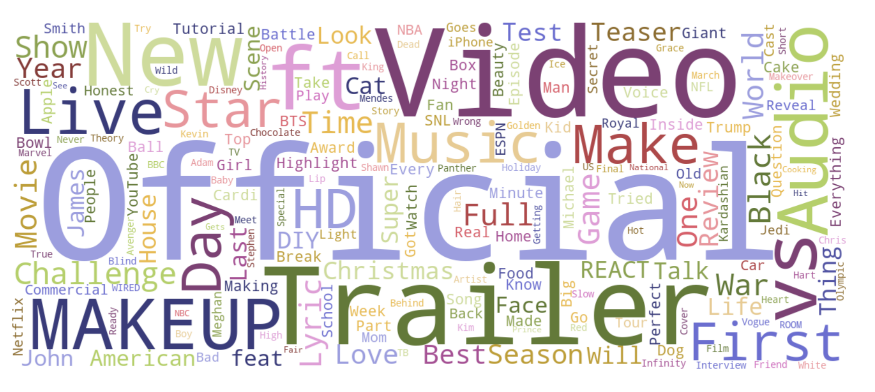 Smith
Tutorial
Scene
Battle
Look
NBA
Goes
iPhone
Test
Teaser
Giant
Try
Show
New
ft
Video
Wild
Open
Call
Dead
Beauty
Episode
Ice
Secret
Grace
World
Cast
Short
Year
Scott
See
Disney
History
King
Take
Cat
Box
Man
March
Cake
Makeover
Apple
Honest
Cry
Play
Mendes
Night
Voice
NFL
Reveal
Wedding
Audio
Live
Star
BTS
Story
Fan
Time
SNL
Wrong
Golden
Kid
Royal
Inside
Trump
Bowl
Never
Theory
Kevin
Top
Chocolate
Music
ESPN
Make
Black
Question
Marvel
Ball
TV
Award
Movie
Official
BBC
Adam
Girl
Highlight
Shawn
Every
Panther
Holiday
US
Final
National
Old
Now
Cooking
Everything
James
People
YouTube
Baby
Lip
Minute
Michael
Tried
Game
One
Review
Kardashian
Hit
House
Day
Cardi
Special
HD
Super
Got
Watch
Full
Hair
Getting
Hot
Jedi
vs
Avenger
Gets
Last
Meet
Stephen
DIY
Light
Real
Home
Chris
True
Blind
Break
Challenge
Christmas
Trailer
Food
Know
REACT
Talk
Car
Hart
Thing
Olympic
Commercial
WIRED
Making
Lyric
School
Artist
Face
Big
Slow
Perfect
War
Heart
Netflix
MAKEUP
Ready
NBC
Boy
Meghan
Week
Part
Behind
Song
Back
Made
Prince
Go
Red
Tour
Cover
Life
Vogue
ROOM
First
High
Mom
Kim
John
American
Bad
feat
Fair
Love
TB
Best
Season
Will
Dog
Infinity
Film
Interview
Friend
White